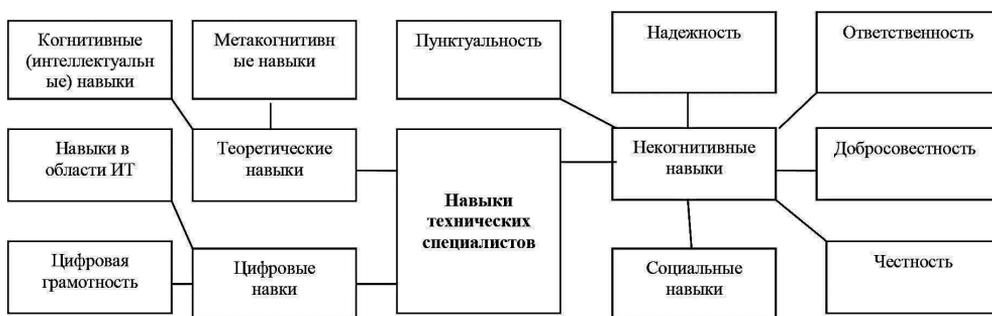 Когнитивные
(интеллектуальн
ые) навыки
Метакогнитивн
ые навыки
Пунктуальность
Надежность
Ответственность
Навыки в
области ИТ
Теоретические
навыки
Навыки
технических
специалистов
Некогнитивные
навыки
Добросовестность
Цифровая
грамотность
Цифровые
навки
Социальные
навыки
Честность